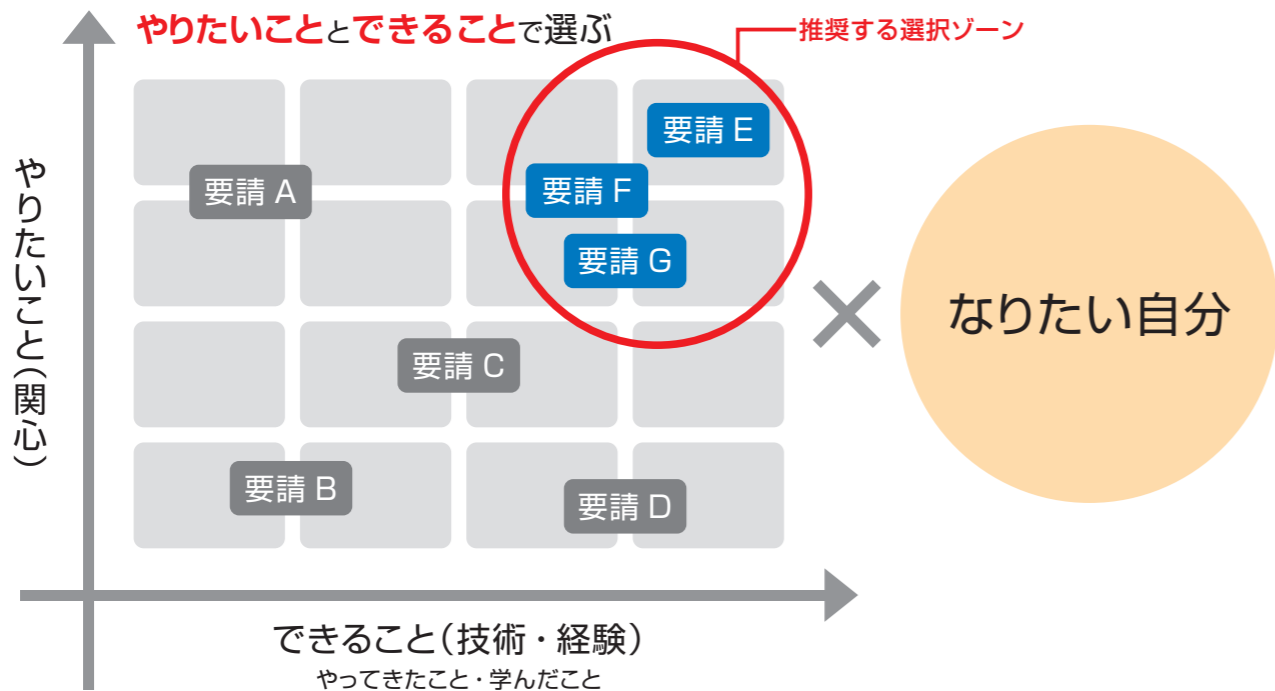 やりたいこととできることで選ぶ
推奨する選択ゾーン
やりたいこと(関心)
要請 E
要請 A
要請 F
要請 G
要請 C
要請 B
要請 D
×
なりたい自分
できること(技術・経験)
やってきたこと・学んだこと